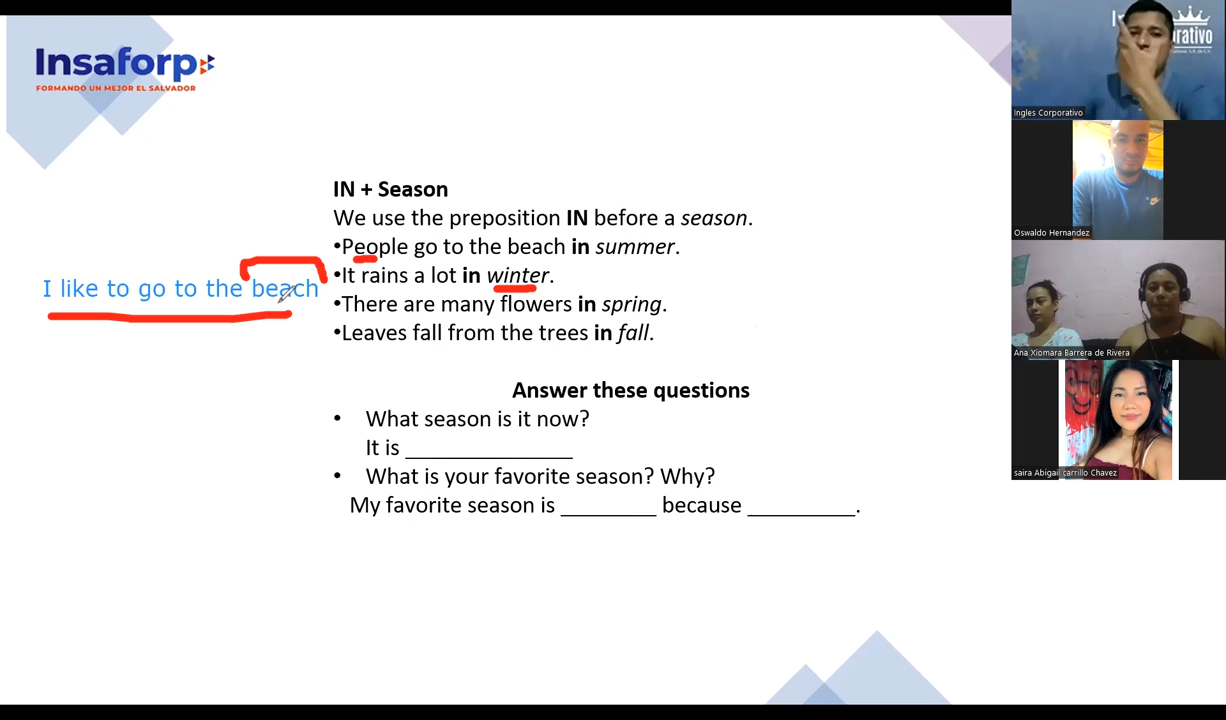 Insaforp
FORMANDO UN MEJOR EL SALVADOR
IN + Season
We use the preposition IN before a season.
•People go to the beach in summer.
•It rains a lot in winter.
•There are many flowers in spring.
•Leaves fall from the trees in fall.
I like to go to the beach
Answer these questions
• What season is it now?
It is _______________
• What is your favorite season? Why?
My favorite season is ________ because _________.
rativo
Ingles Corporativo
Oswaldo Hernandez
Ana Xiomara Barrera de Rivera
saira Abigail carrillo Chavez